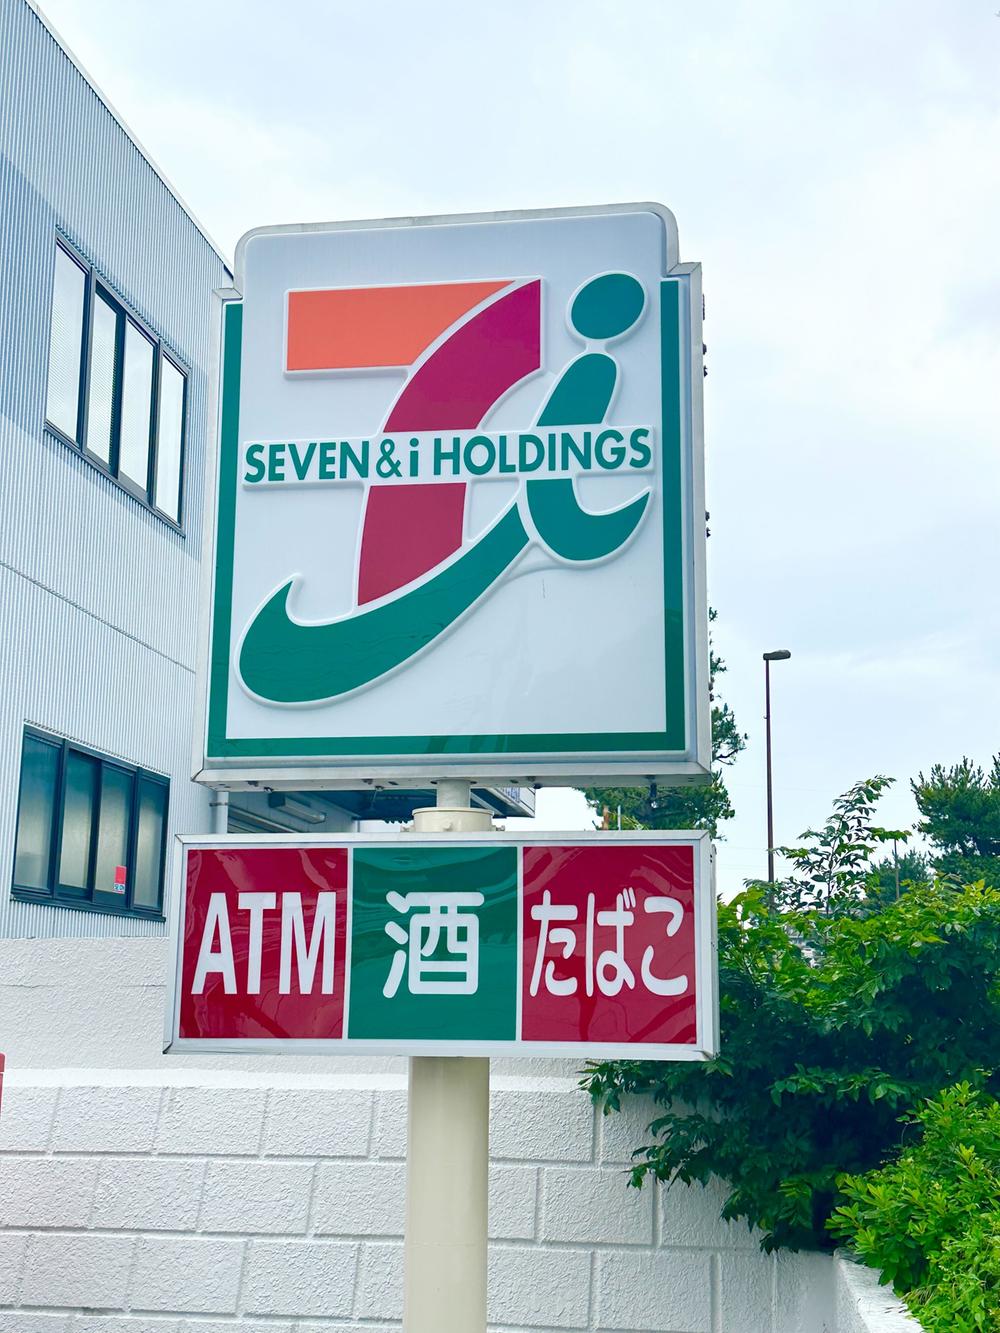 SEVEN & i HOLDINGS
ATM 酒 たばこ